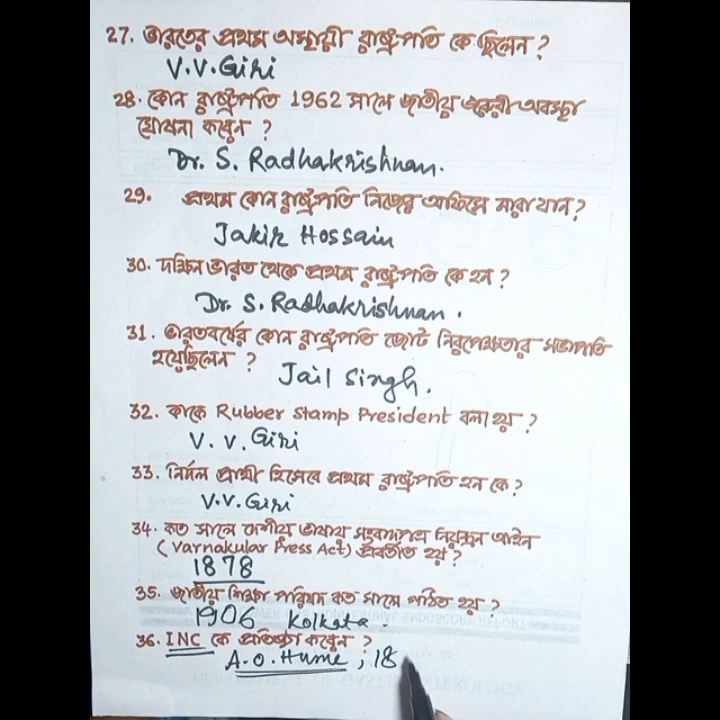 27. ভারতের প্রথম অস্থায়ী রাষ্ট্রপতি কে ছিলেন ?
V.V.Giri
28. কোন রাষ্ট্রপতি 1962 সালে জাতীয় জরুরী অবস্থা
ঘোষনা করেন ?
Dr. S. Radhakrishnan.
29. প্রথম কোন রাষ্ট্রপতি নিজের অফিসে মারা যান ?
Jakir Hossain
30. দক্ষিন ভারত থেকে প্রথম রাষ্ট্রপতি কে হন ?
Dr. S. Radhakrishnan.
31. ভারতবর্ষের কোন রাষ্ট্রপতি জোট নিরপেক্ষতার সভাপতি
হয়েছিলেন ?
Jail Singh.
32. কাকে Rubber Stamp President বলা হয় ?
V. V. Giri
33. নির্দল প্রার্থী হিসেবে প্রথম রাষ্ট্রপতি হন কে ?
V.V. Giri
34. কত সালে দেশীয় ভাষায় সংবাদপত্র নিয়ন্ত্রন আইন
(Varnakular Press Act) প্রবর্তীত হয় ?
1878
35. জাতীয় শিক্ষা পরিষদ কত সালে গঠিত হয় ?
1906 Kolkata.
36. INC কে প্রতিষ্ঠা করেন ?
A.O.Hume ; 18